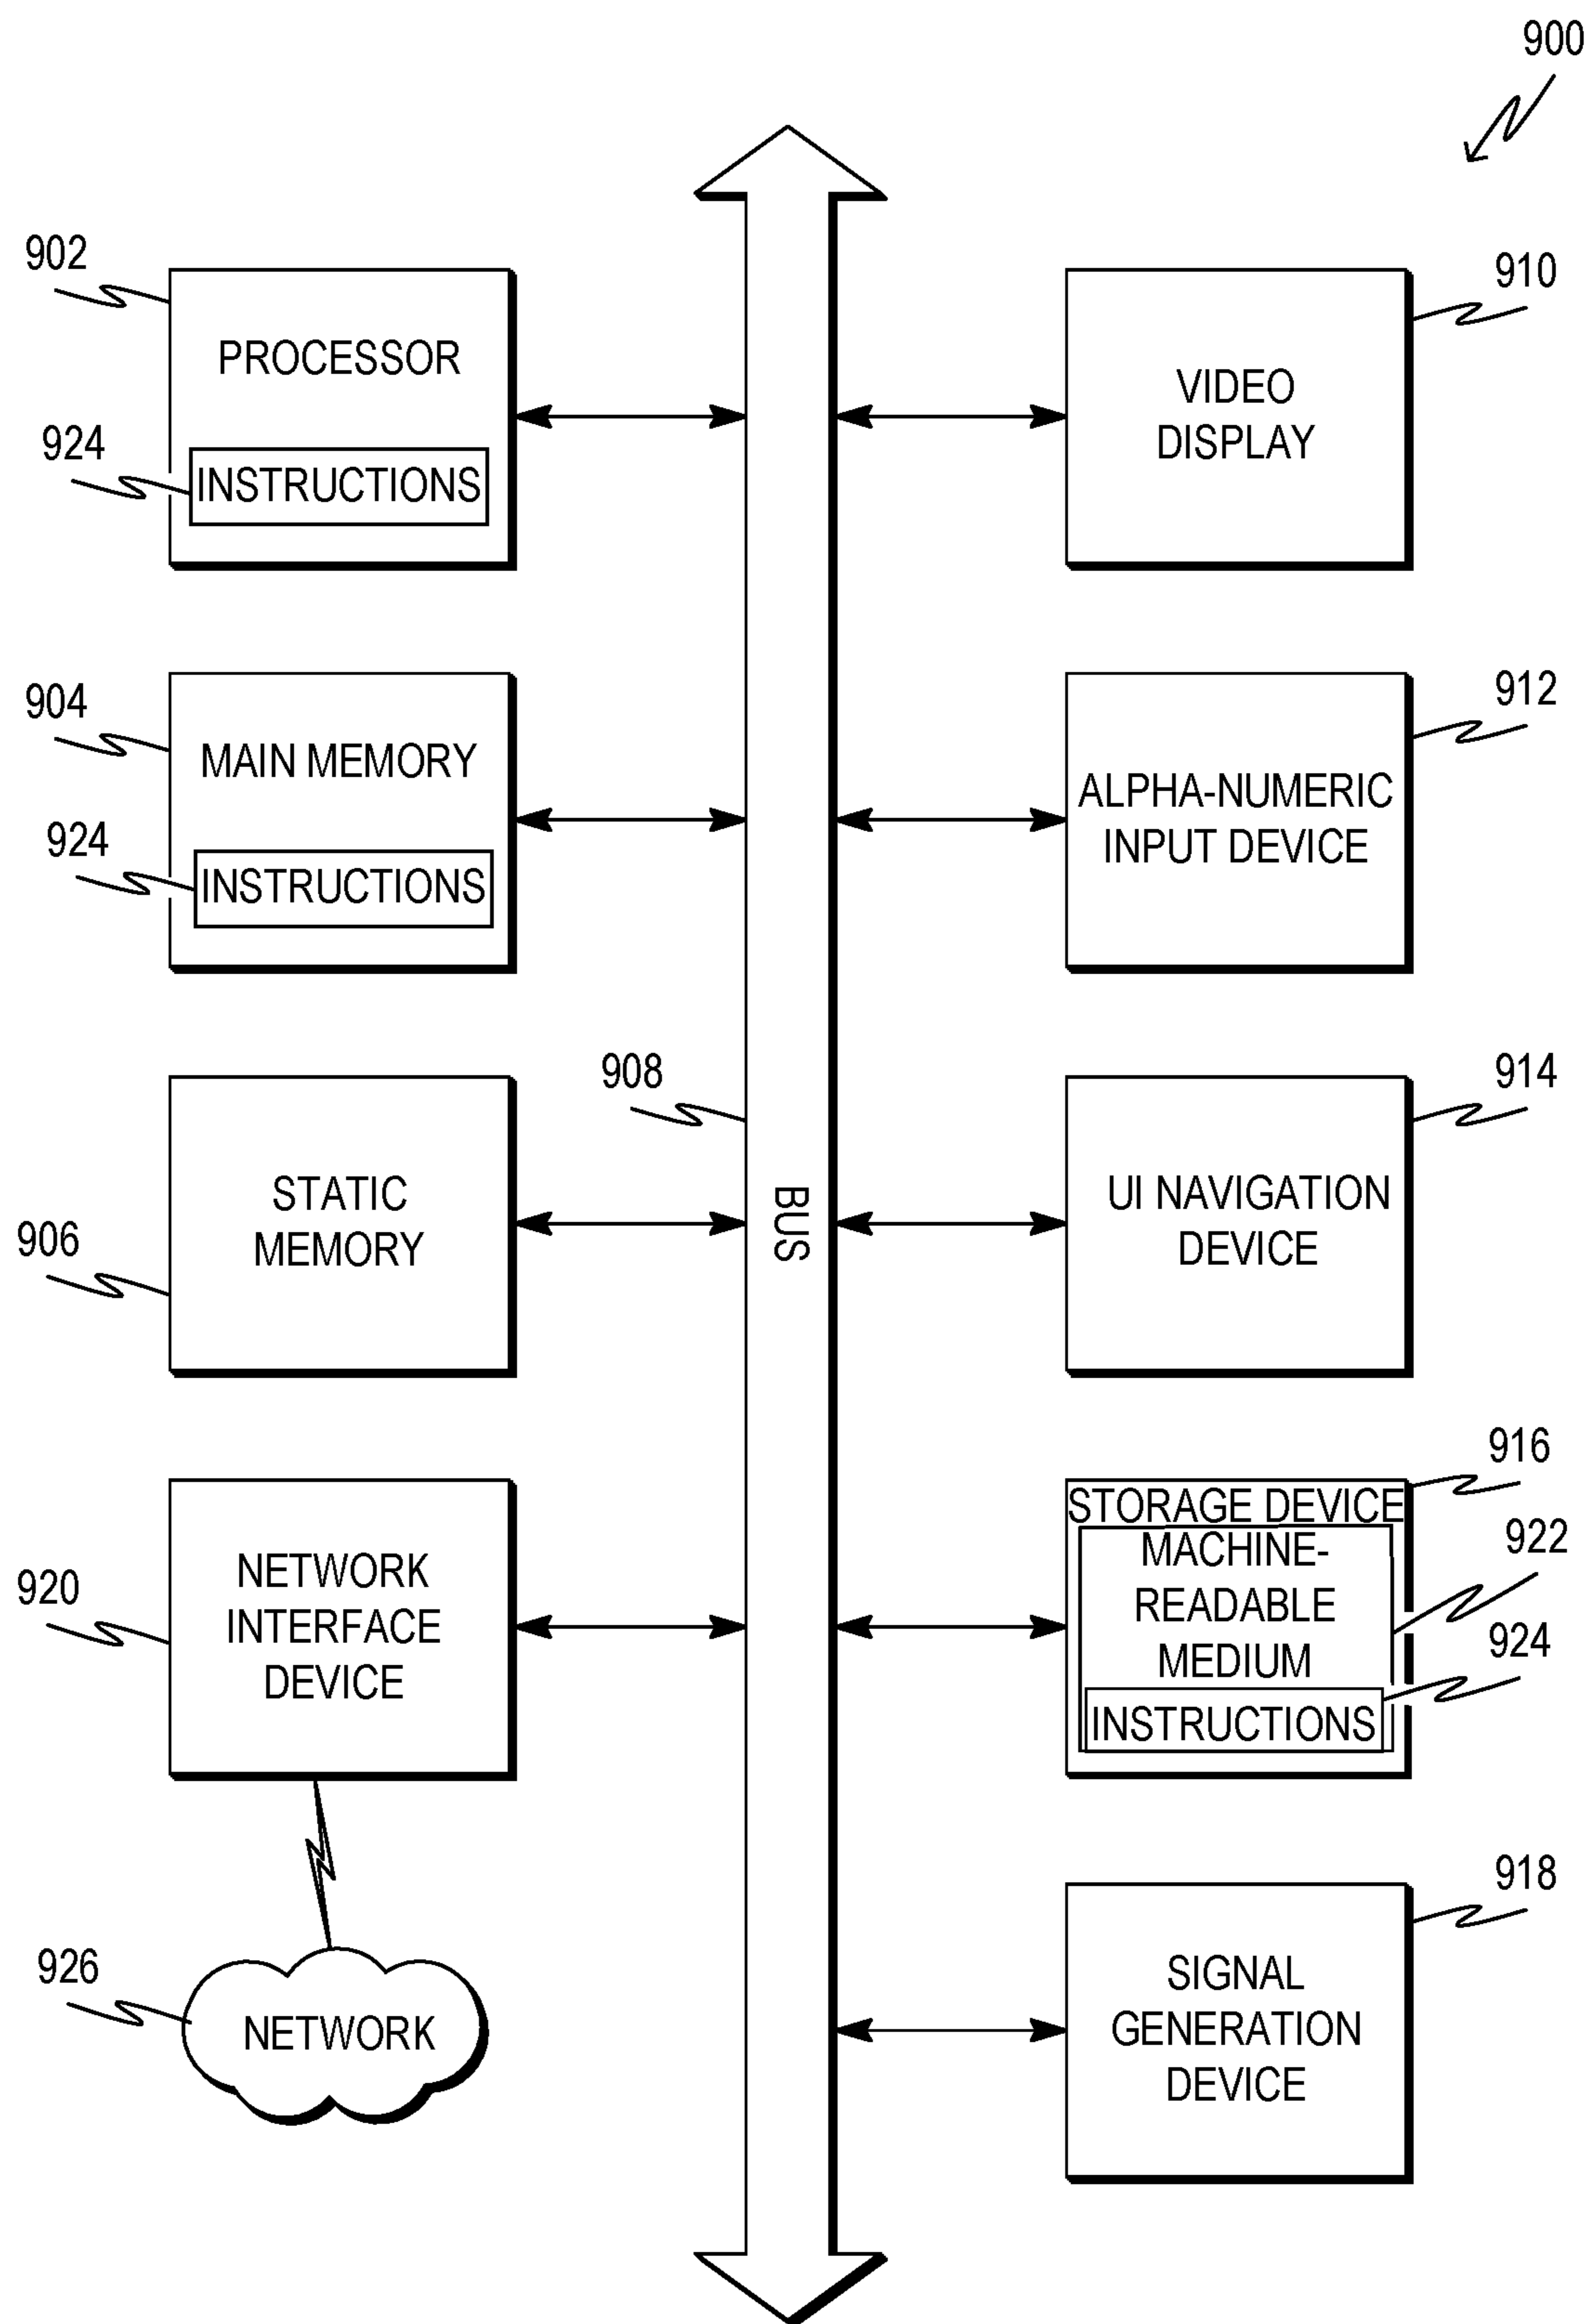 900
902
PROCESSOR
924
INSTRUCTIONS
910
VIDEO
DISPLAY
904
MAIN MEMORY
924
INSTRUCTIONS
912
ALPHA-NUMERIC
INPUT DEVICE
906
STATIC
MEMORY
908
BUS
914
UI NAVIGATION
DEVICE
920
NETWORK
INTERFACE
DEVICE
916
STORAGE DEVICE
922
MACHINE-
READABLE
MEDIUM
924
INSTRUCTIONS
926
NETWORK
918
SIGNAL
GENERATION
DEVICE